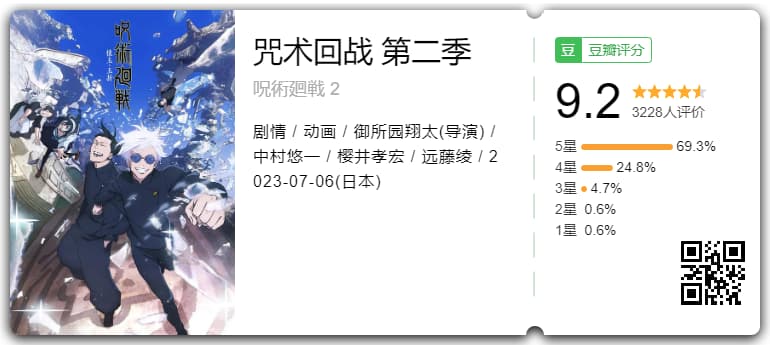 呪術廻戦
懐玉・玉折
咒术回战 第二季
呪術廻戦 2
剧情 / 动画 / 御所园翔太(导演) /
中村悠一 / 樱井孝宏 / 远藤绫 / 2
023-07-06(日本)
豆 豆瓣评分
9.2
3228人评价
5星 69.3%
4星 24.8%
3星 4.7%
2星 0.6%
1星 0.6%